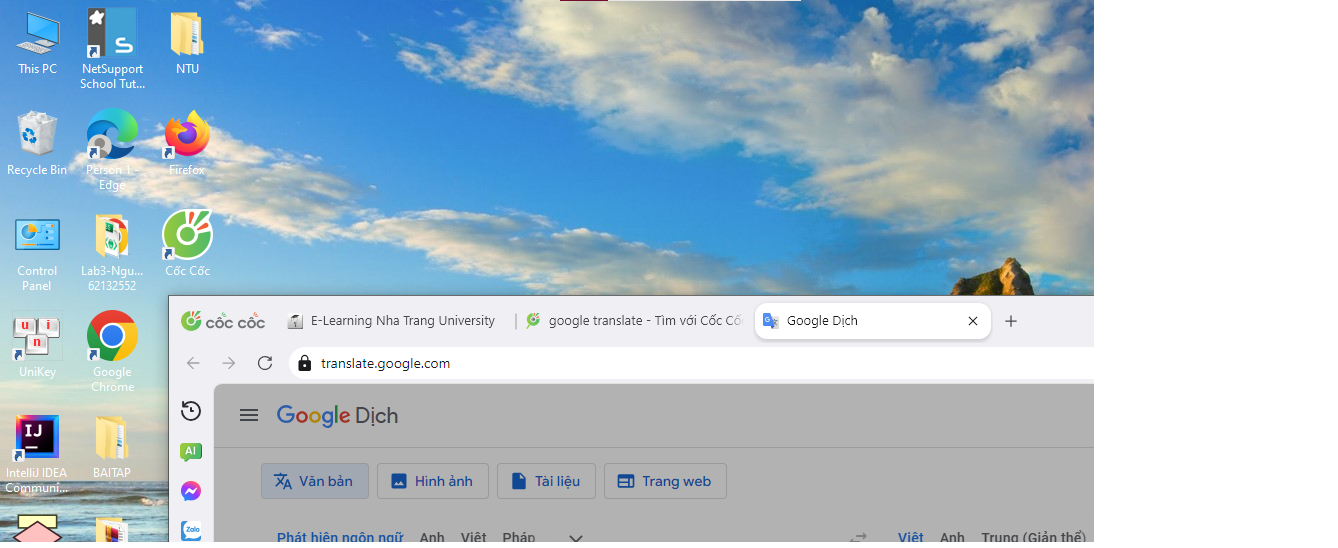 This PC
NetSupport
School Tut...
NTU
Recycle Bin
Person 1 -
Edge
Firefox
Control
Panel
Lab3-Ngu...
62132552
Cốc Cốc
UniKey
Google
Chrome
IntelliJ IDEA
Communi...
BAITAP
cốc cốc
E-Learning Nha Trang University
google translate - Tìm với Cốc Cố
Google Dịch
translate.google.com
Google Dịch
Văn bản
Hình ảnh
Tài liệu
Trang web
Phát hiện ngôn ngữ
Anh
Việt
Pháp
Việt
Anh
Trung (Giản thể)
S
u i
n
IJ
AI
Zalo